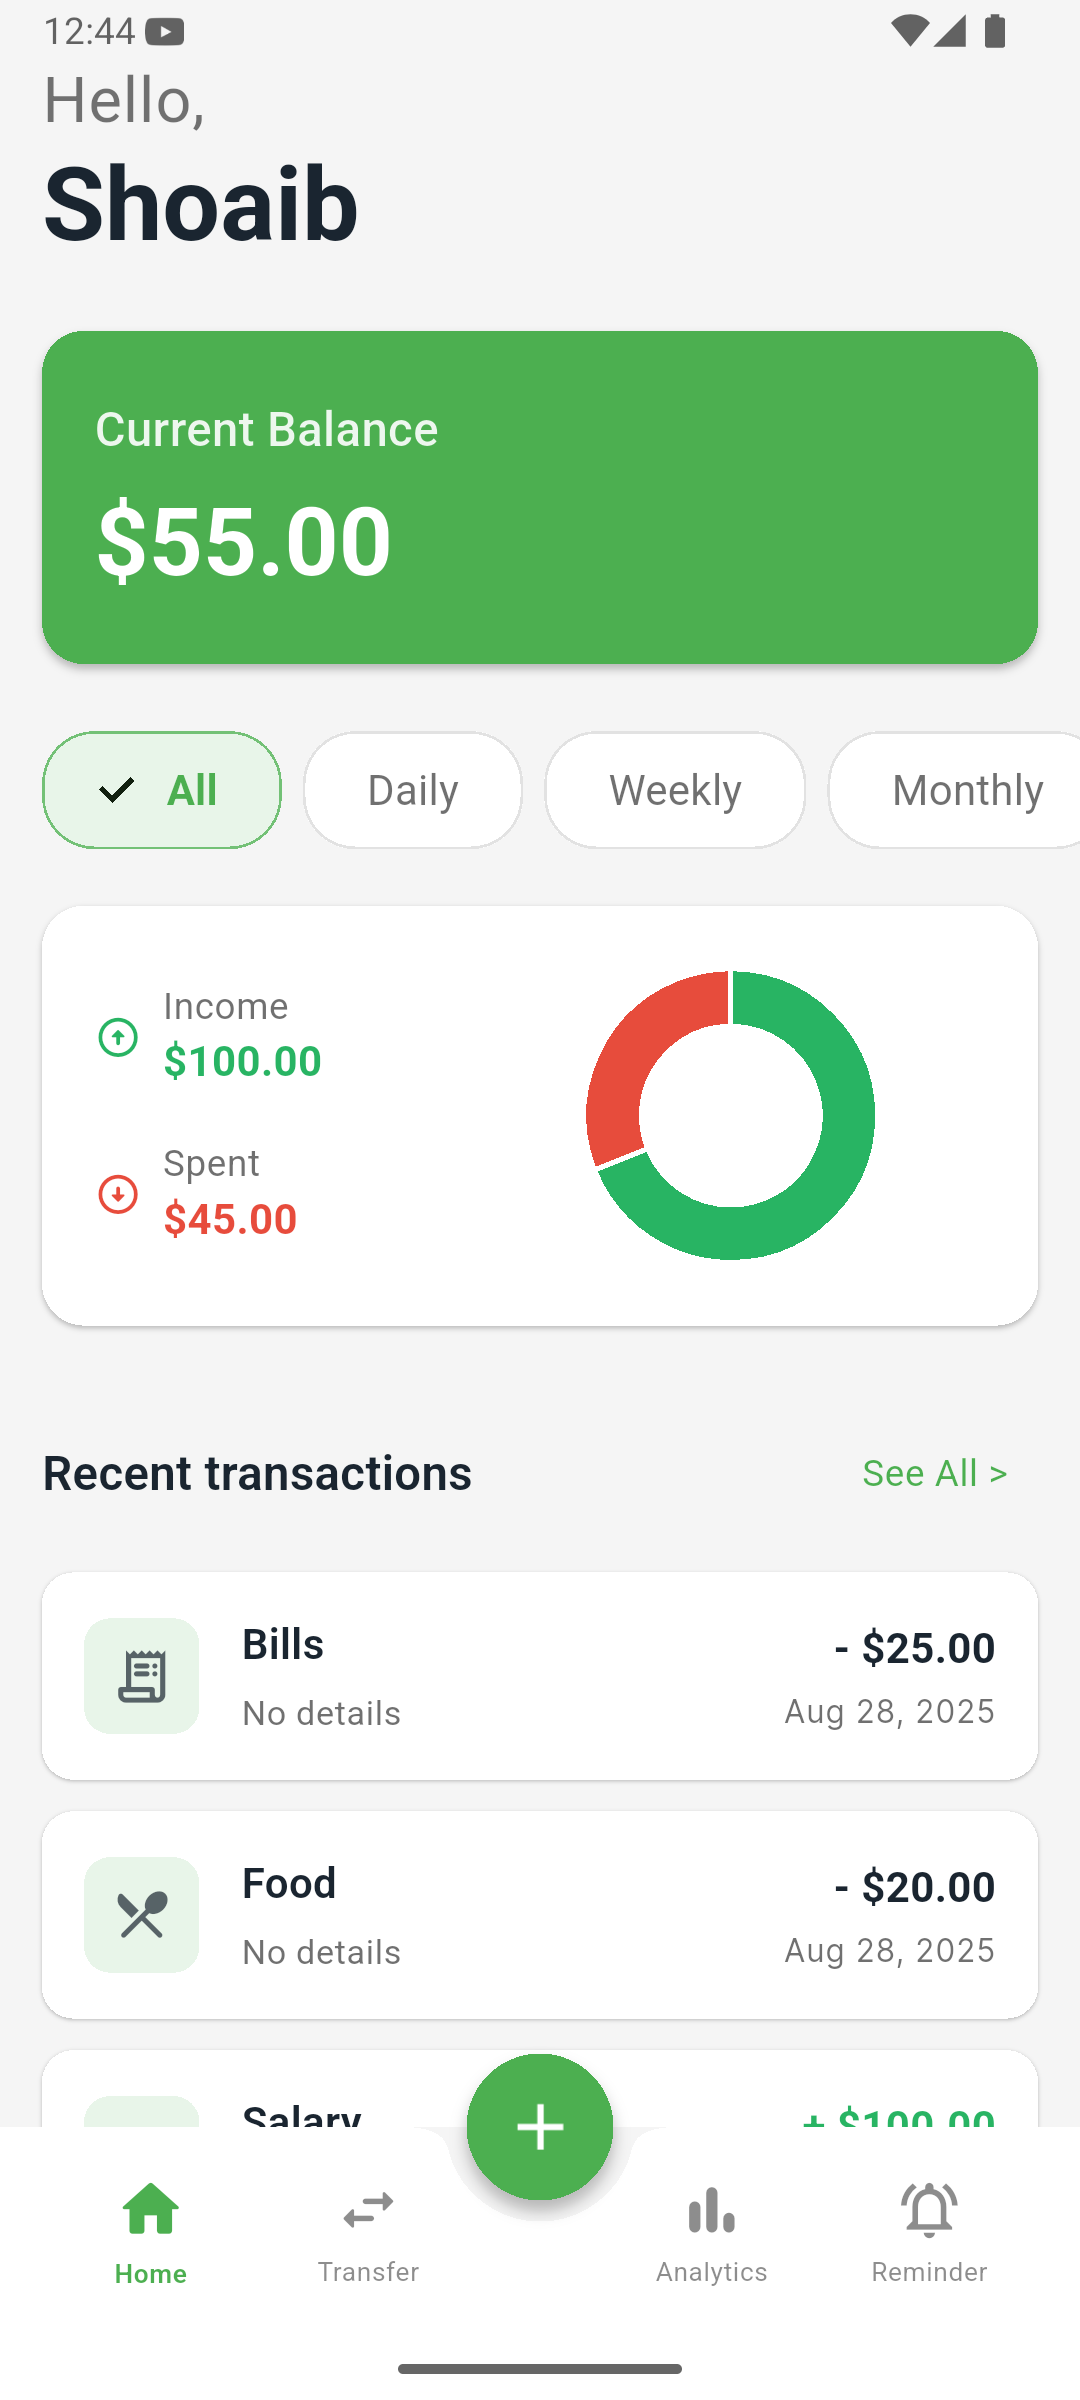 12:44
Hello,
Shoaib
Current Balance
$55.00
All
Daily
Weekly
Monthly
Income
$100.00
Spent
$45.00
Recent transactions
See All >
Bills
- $25.00
No details
Aug 28, 2025
Food
- $20.00
No details
Aug 28, 2025
Salary
+ $100.00
Home
Transfer
Analytics
Reminder